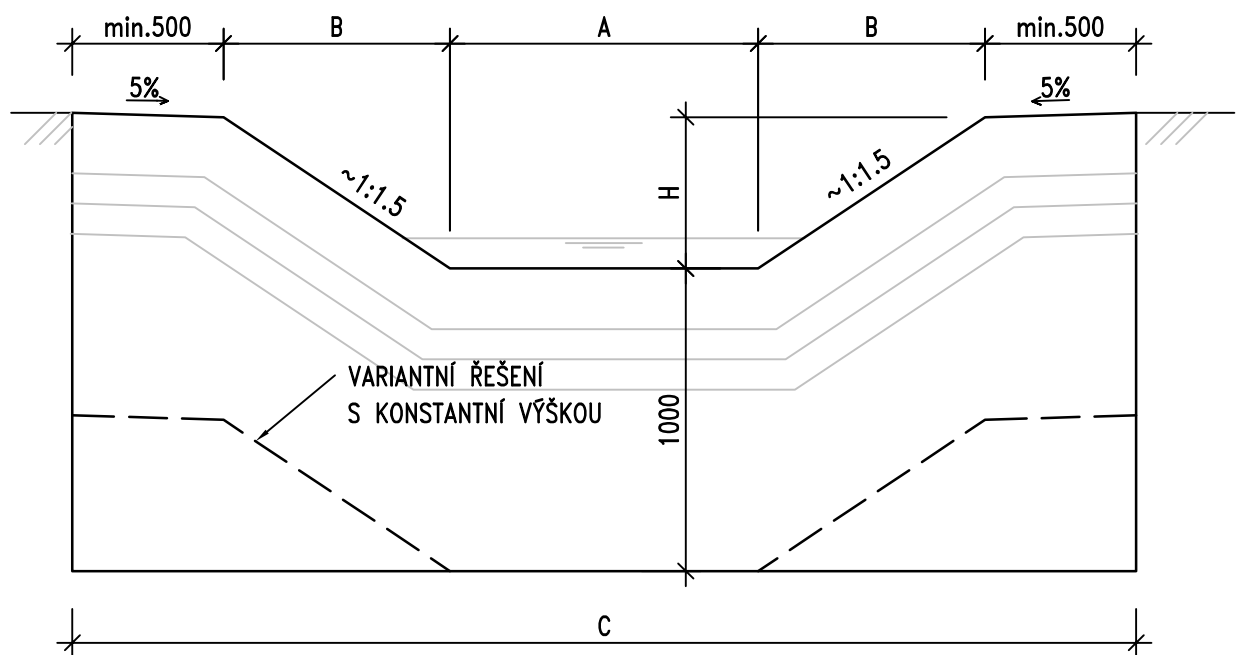 min.500
B
A
B
min.500
5%
5%
~1:1.5
H
~1:1.5
VARIANTNÍ ŘEŠENÍ
S KONSTANTNÍ VÝŠKOU
1000
C